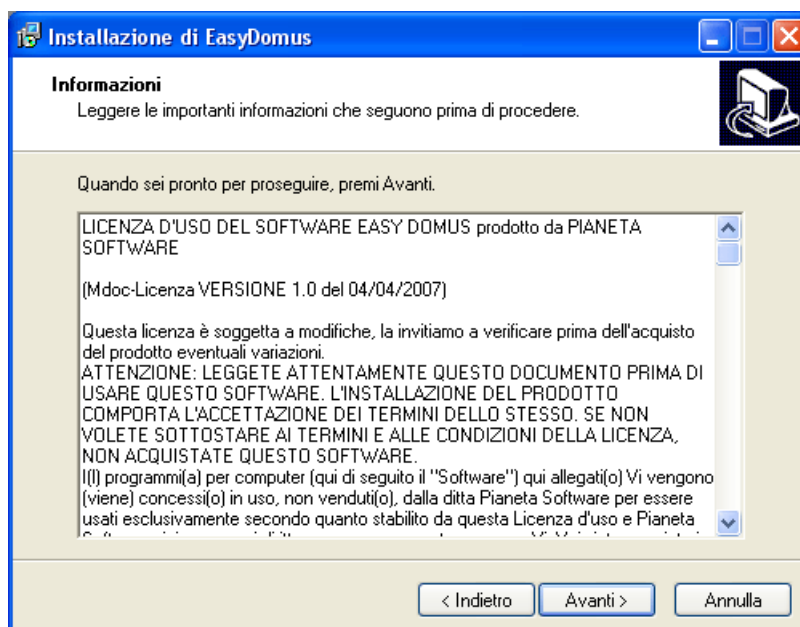 Installazione di EasyDomus
Informazioni
Leggere le importanti informazioni che seguono prima di procedere.
Quando sei pronto per proseguire, premi Avanti.
LICENZA D'USO DEL SOFTWARE EASY DOMUS prodotto da PIANETA
SOFTWARE
(Mdoc-Licenza VERSIONE 1.0 del 04/04/2007)
Questa licenza è soggetta a modifiche, la invitiamo a verificare prima dell'acquisto
del prodotto eventuali variazioni.
ATTENZIONE: LEGGETE ATTENTAMENTE QUESTO DOCUMENTO PRIMA DI
USARE QUESTO SOFTWARE. L'INSTALLAZIONE DEL PRODOTTO
COMPORTA L'ACCETTAZIONE DEI TERMINI DELLO STESSO. SE NON
VOLETE SOTTOSTARE AI TERMINI E ALLE CONDIZIONI DELLA LICENZA,
NON ACQUISTATE QUESTO SOFTWARE.
I(l) programmi(a) per computer (qui di seguito il "Software") qui allegati(o) Vi vengono
(viene) concessi(o) in uso, non venduti(o), dalla ditta Pianeta Software per essere
usati esclusivamente secondo quanto stabilito da questa Licenza d'uso e Pianeta
< Indietro
Avanti >
Annulla